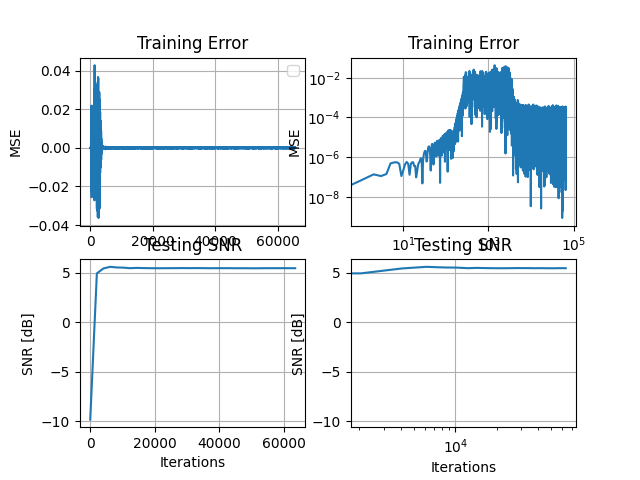 Training Error
MSE
0.04
0.02
0.00
−0.02
−0.04
0
20000
40000
60000
Training Error
MSE
10⁻²
10⁻⁴
10⁻⁶
10⁻⁸
10¹
10³
10⁵
Testing SNR
SNR [dB]
5
0
−5
−10
0
20000
40000
60000
Iterations
Testing SNR
SNR [dB]
5
0
−5
−10
10⁴
Iterations